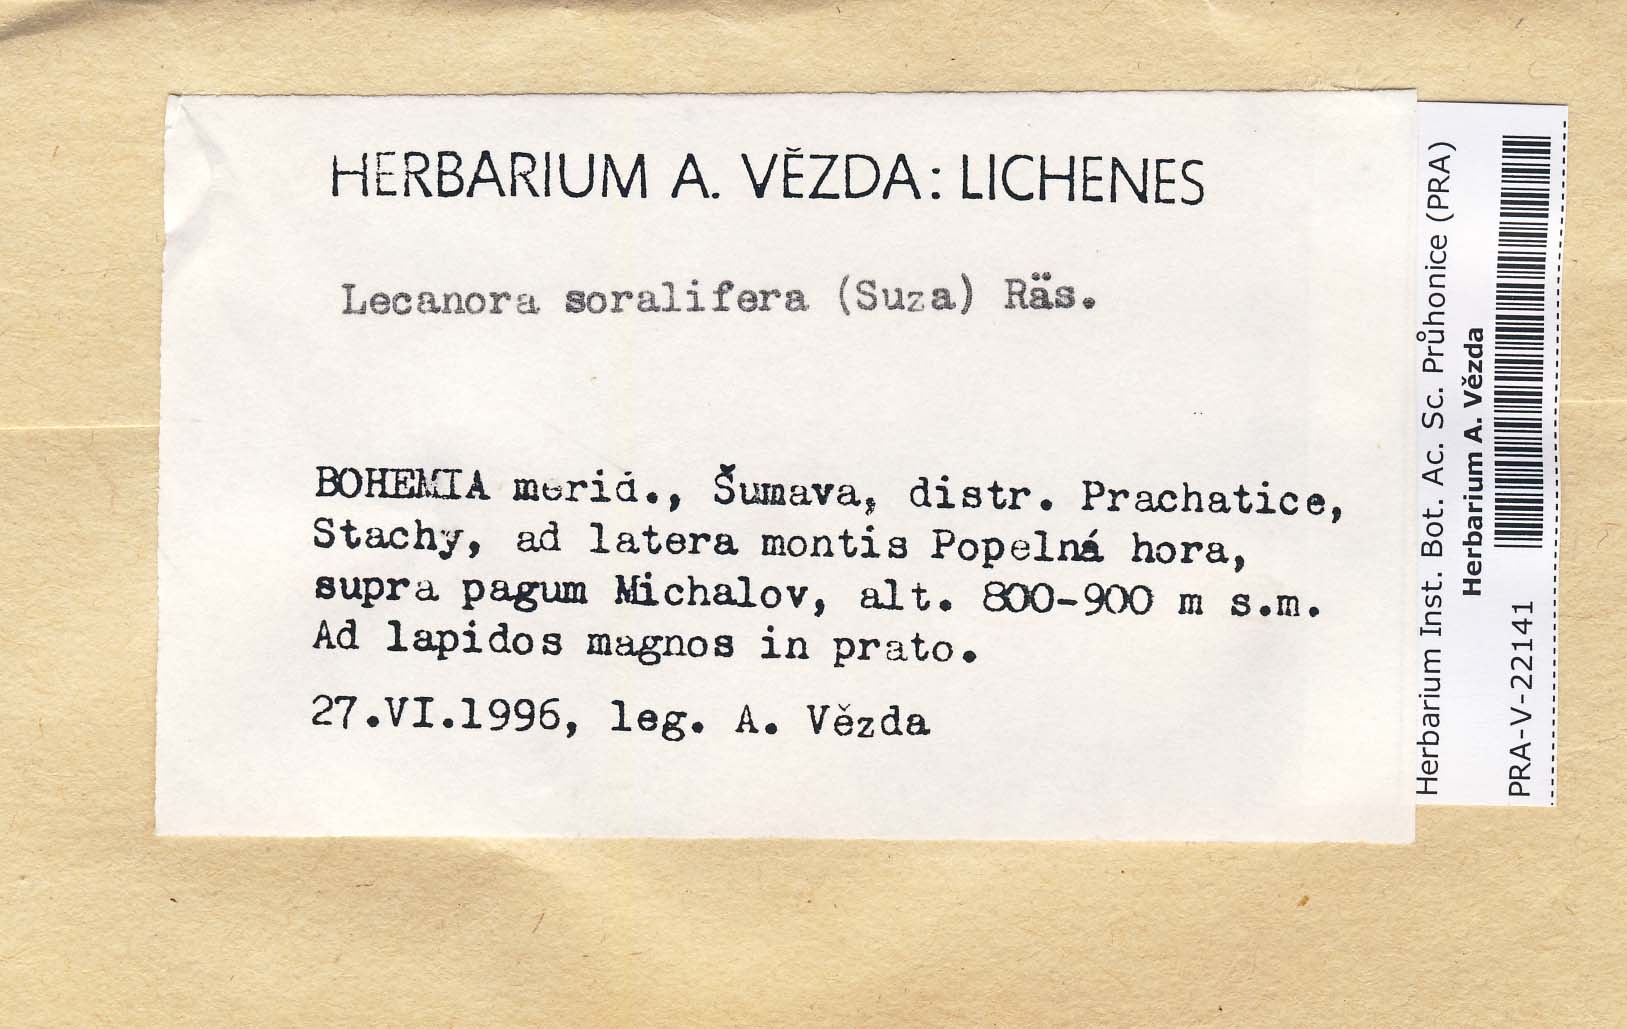 HERBARIUM A. VĚZDA: LICHENES
Lecanora soralifera (Suza) Räs.
BOHEMIA merid., Šumava, distr. Prachatice,
Stachy, ad latera montis Popelná hora,
supra pagum Michalov, alt. 800-900 m s.m.
Ad lapidos magnos in prato.
27.VI.1996, leg. A. Vězda
Herbarium Inst. Bot. Ac. Sc. Průhonice (PRA)
Herbarium A. Vězda
PRA-V-22141